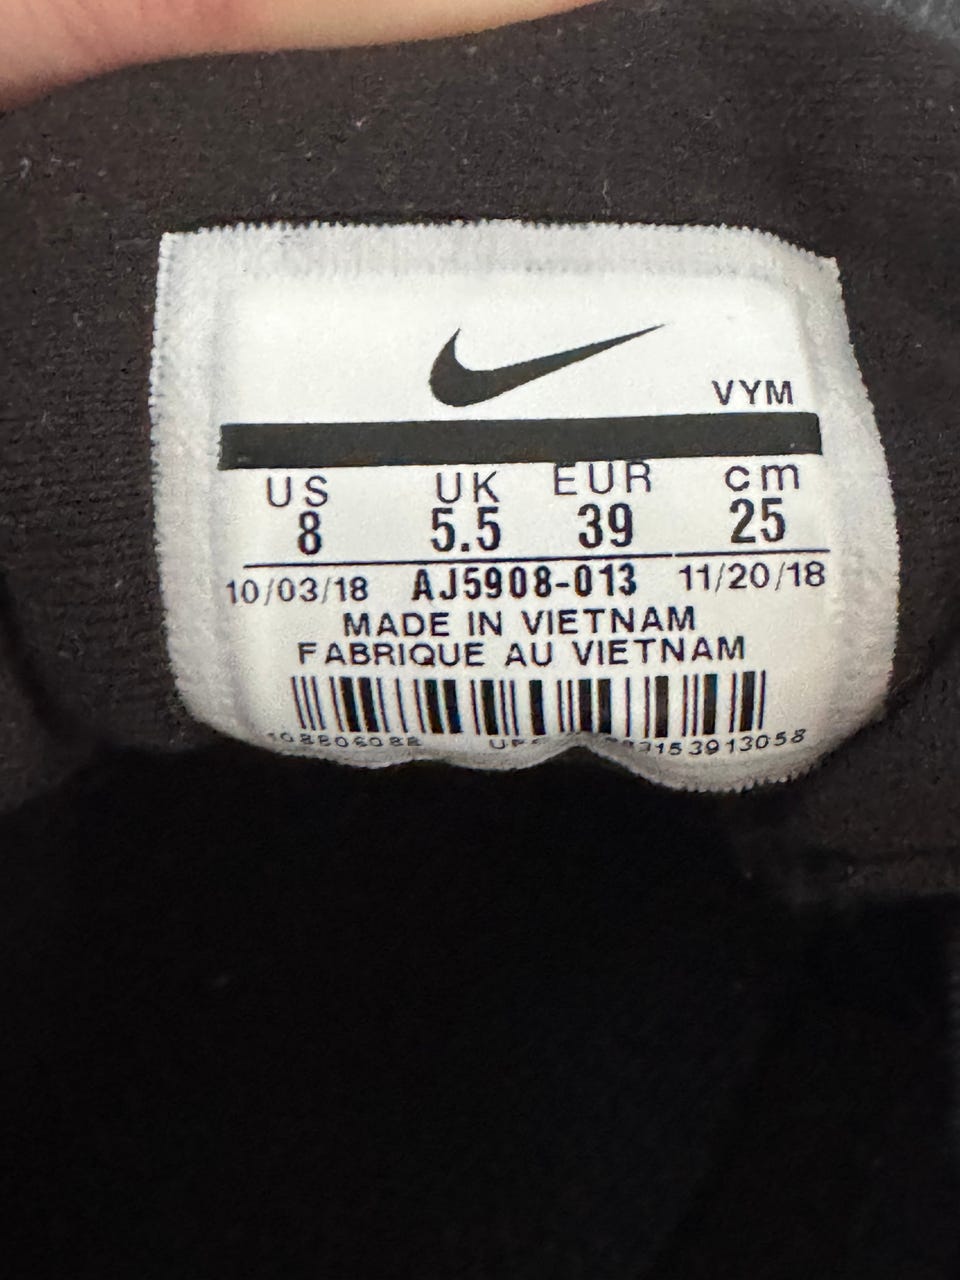 VYM
US UK EUR cm
8 5.5 39 25
10/03/18 AJ5908-013 11/20/18
MADE IN VIETNAM
FABRIQUE AU VIETNAM